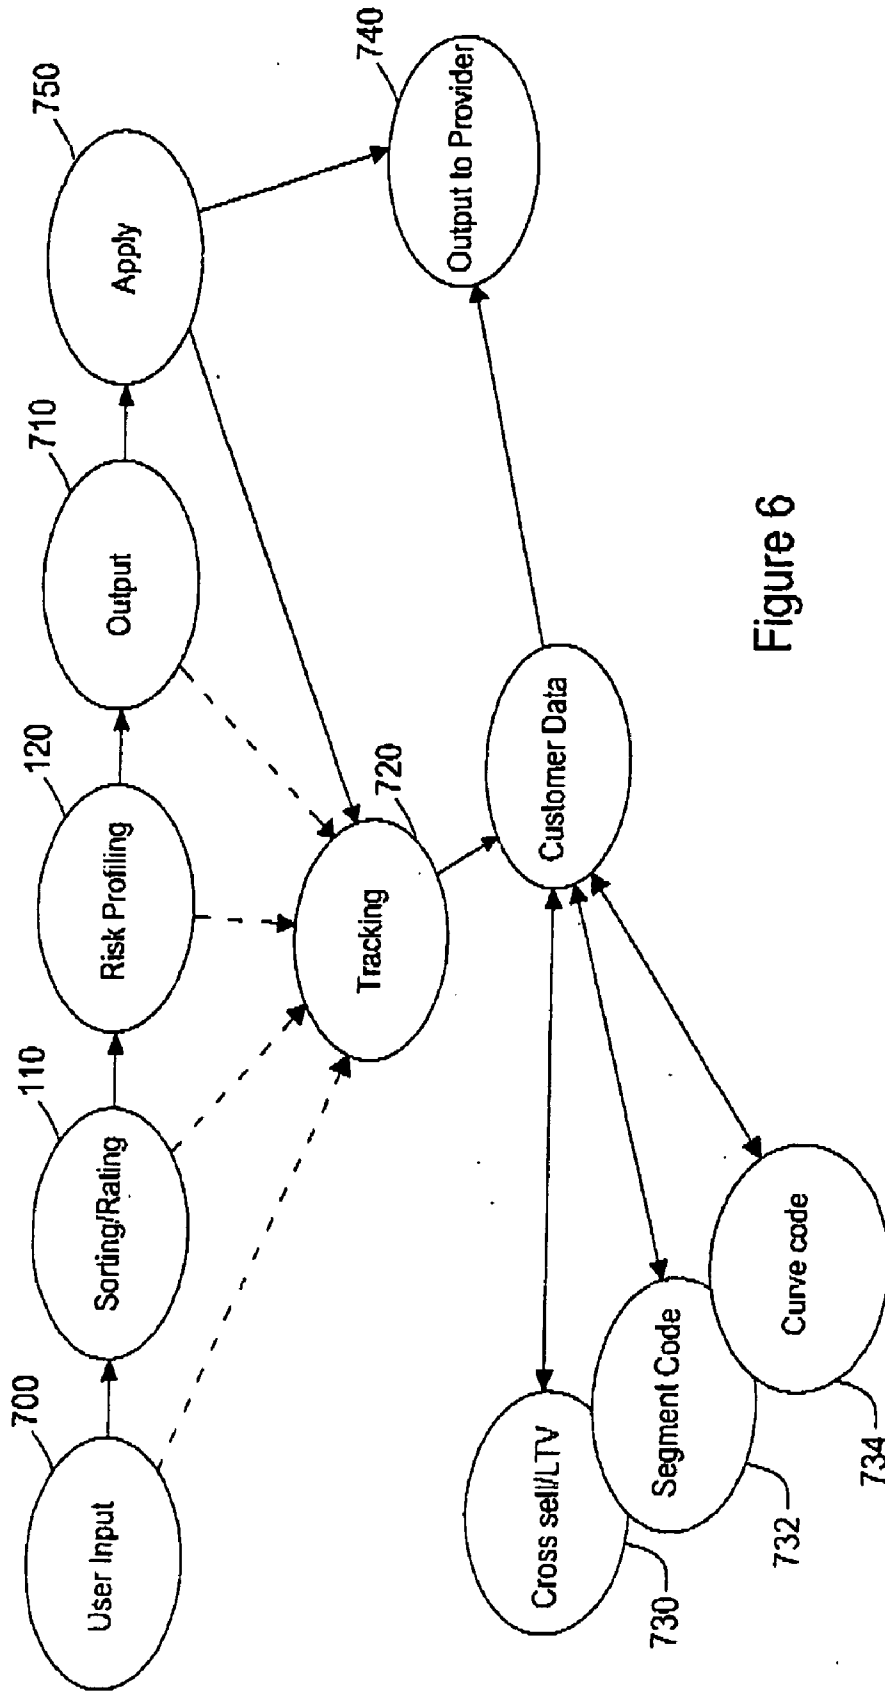 700
User Input
110
Sorting/Rating
120
Risk Profiling
710
Output
750
Apply
Tracking
720
740
Output to Provider
Customer Data
Cross sell/LTV
730
Segment Code
732
Curve code
734
Figure 6